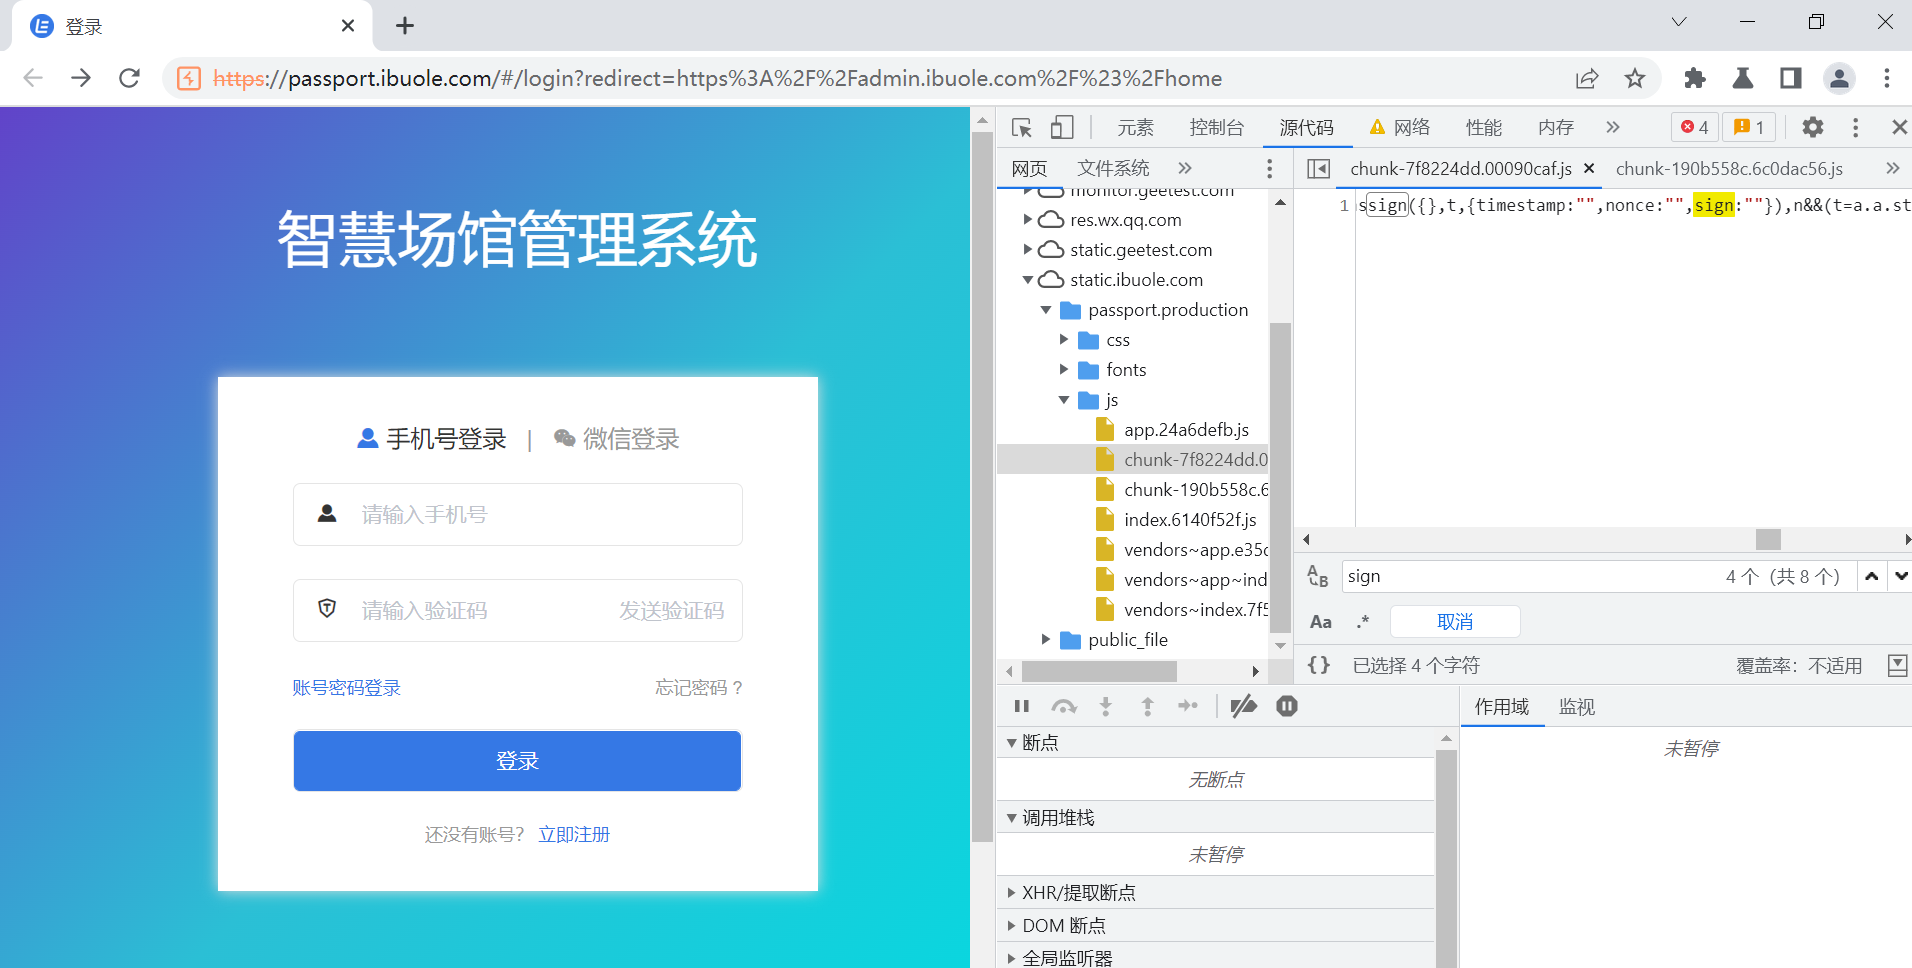 登录
https://passport.ibuole.com/#/login?redirect=https%3A%2F%2Fadmin.ibuole.com%2F%23%2Fhome
智慧场馆管理系统
手机号登录 | 微信登录
请输入手机号
请输入验证码 发送验证码
账号密码登录 忘记密码？
登录
还没有账号？ 立即注册
元素 控制台 源代码 网络 性能 内存 » 4 1
网页 文件系统 »
monitor.geetest.com
res.wx.qq.com
static.geetest.com
static.ibuole.com
passport.production
css
fonts
js
app.24a6defb.js
chunk-7f8224dd.0
chunk-190b558c.6
index.6140f52f.js
vendors~app.e35c
vendors~app~ind
vendors~index.7f5
public_file
chunk-7f8224dd.00090caf.js chunk-190b558c.6c0dac56.js »
1 ssign({},t,{timestamp:"",nonce:"",sign:""}),n&&(t=a.a.st
sign 4 个（共 8 个）
Aa .* 取消
{} 已选择 4 个字符 覆盖率：不适用
断点
无断点
调用堆栈
未暂停
XHR/提取断点
DOM 断点
全局监听器
作用域 监视
未暂停